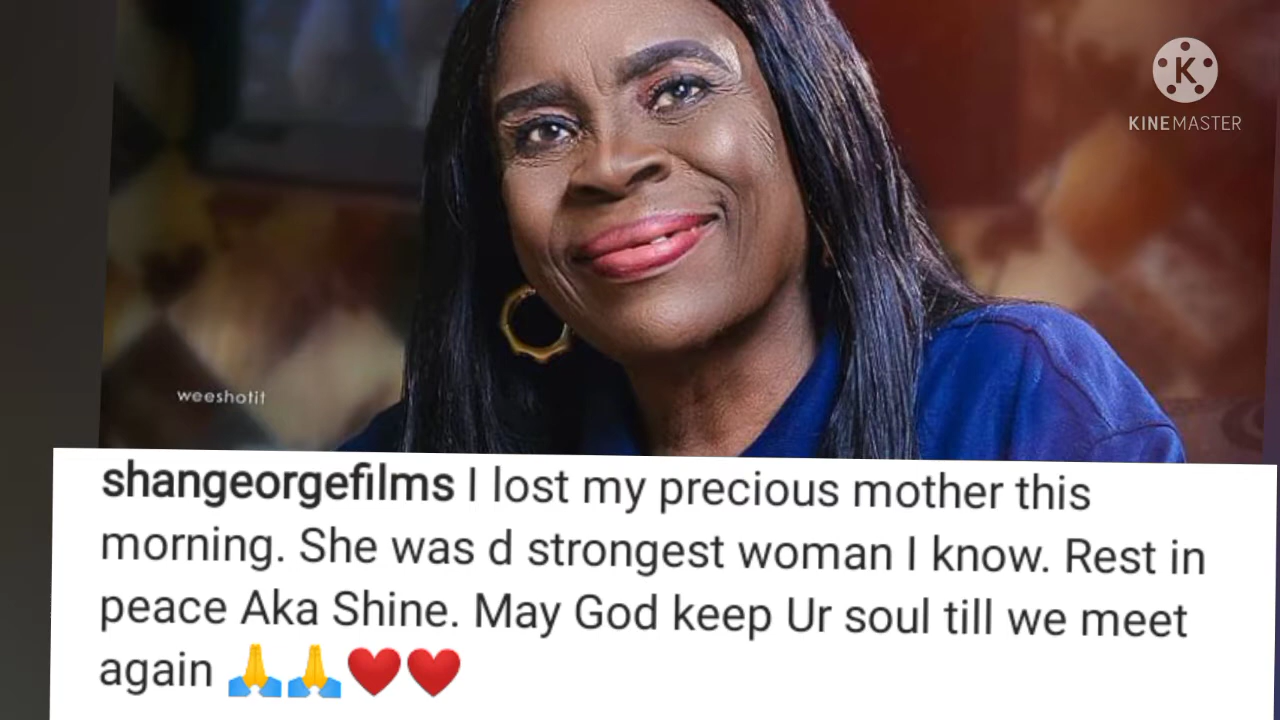 K
KINEMASTER
weeshotit
shangeorgefilms I lost my precious mother this
morning. She was d strongest woman I know. Rest in
peace Aka Shine. May God keep Ur soul till we meet
again 🙏🙏❤️❤️